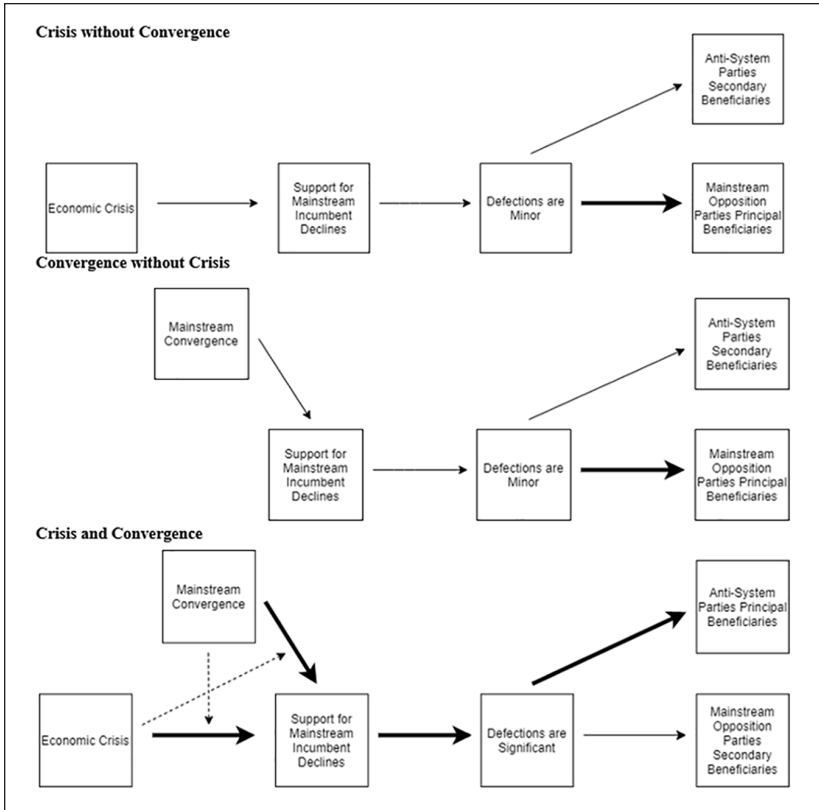 Crisis without Convergence
Anti-System
Parties
Secondary
Beneficiaries
Economic Crisis
Support for
Mainstream
Incumbent
Declines
Defections are
Minor
Mainstream
Opposition
Parties Principal
Beneficiaries
Convergence without Crisis
Mainstream
Convergence
Anti-System
Parties
Secondary
Beneficiaries
Support for
Mainstream
Incumbent
Declines
Defections are
Minor
Mainstream
Opposition
Parties Principal
Beneficiaries
Crisis and Convergence
Mainstream
Convergence
Anti-System
Parties Principal
Beneficiaries
Economic Crisis
Support for
Mainstream
Incumbent
Declines
Defections are
Significant
Mainstream
Opposition
Parties
Secondary
Beneficiaries